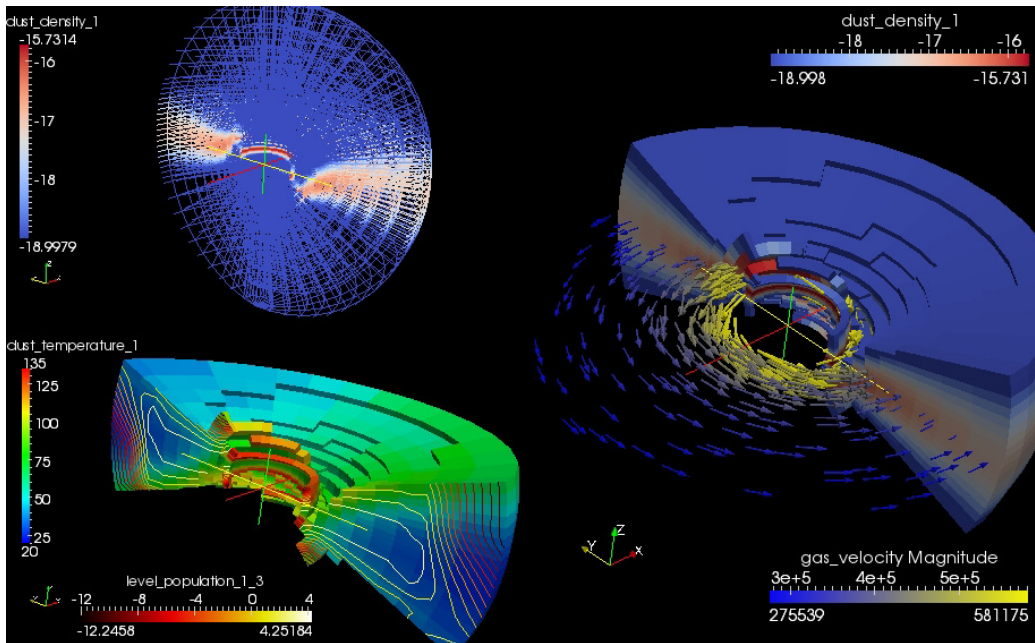 dust_density_1
-15.7314
-16
-17
-18
-18.9979
z
dust_density_1
-18 -17 -16
-18.998 -15.731
dust_temperature_1
135
125
100
75
50
25
20
level_population_1_3
-12 -8 -4 0 4
-12.2458 4.25184
Z
Y X
gas_velocity Magnitude
3e+5 4e+5 5e+5
275539 581175